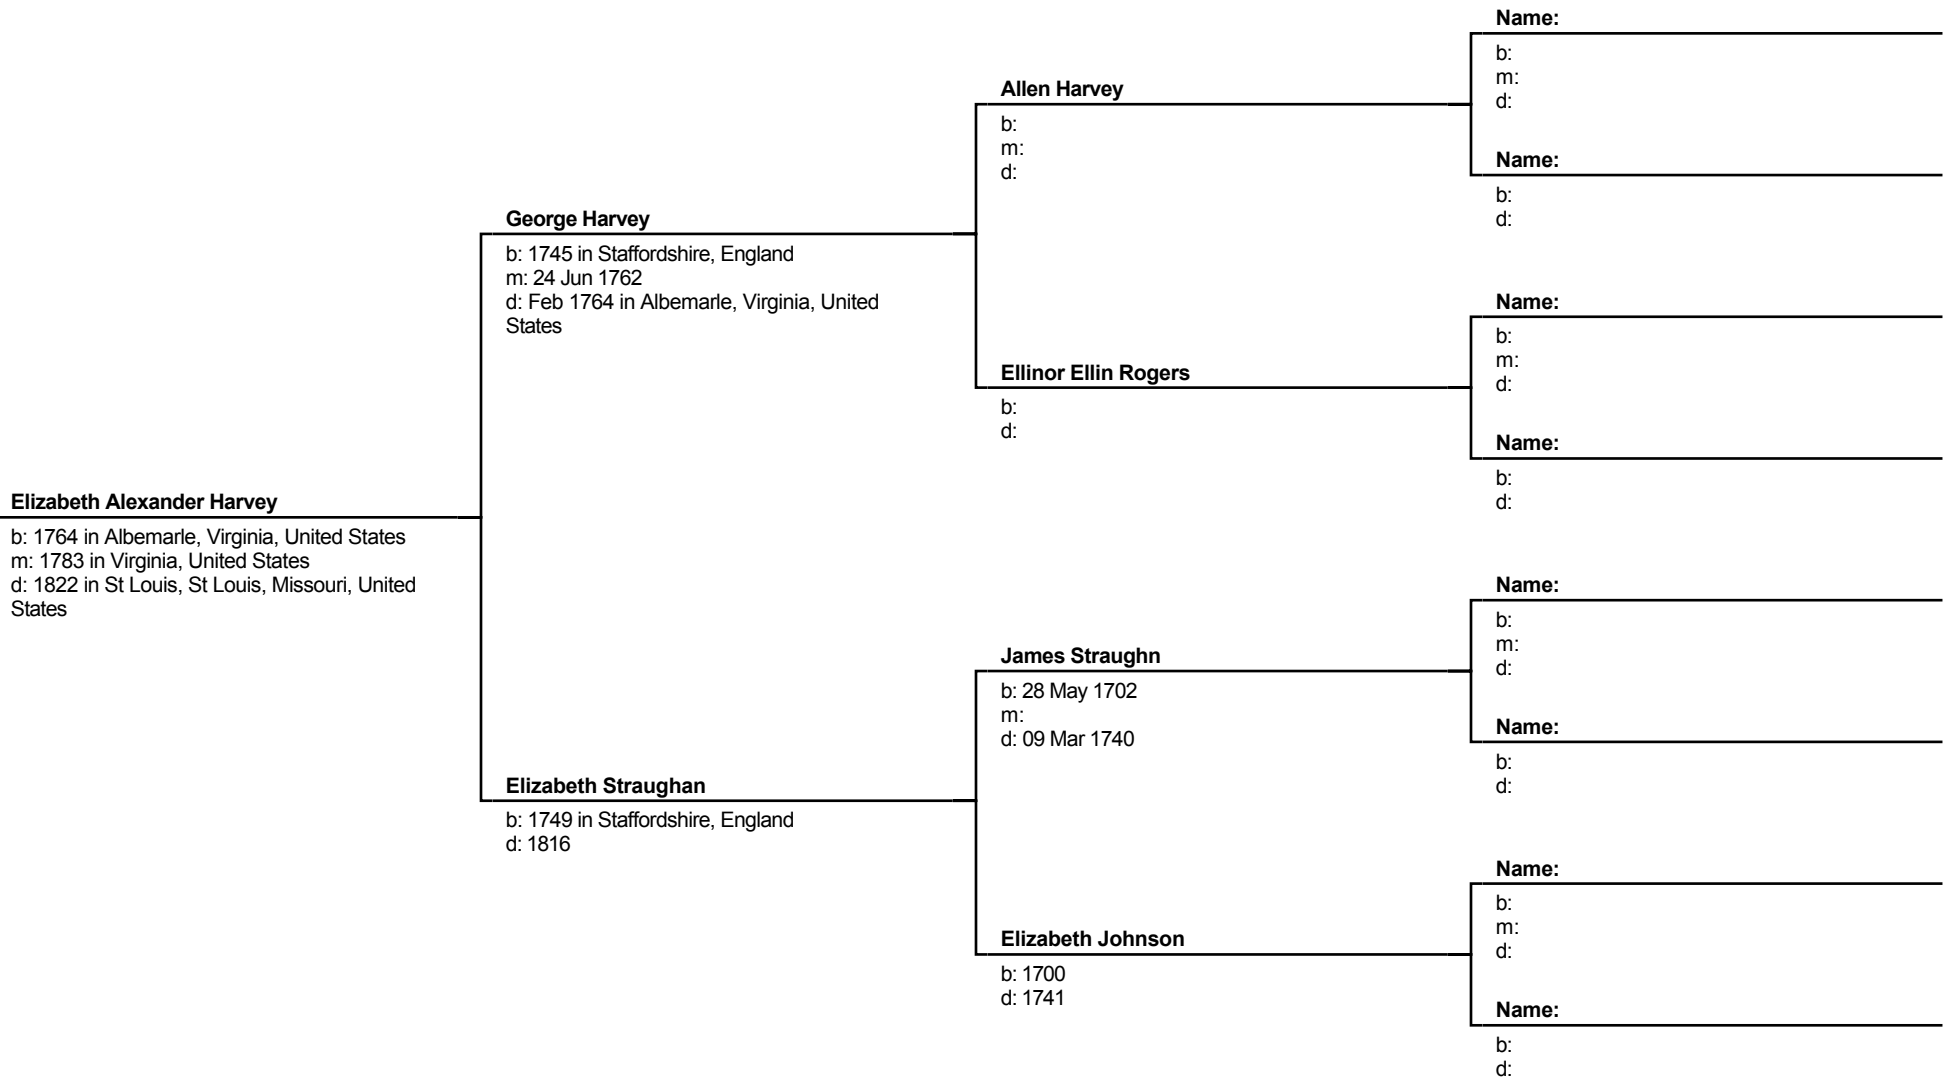 Name:
b:
m:
d:
Allen Harvey
b:
m:
d:
Name:
b:
d:
George Harvey
b: 1745 in Staffordshire, England
m: 24 Jun 1762
d: Feb 1764 in Albemarle, Virginia, United
States
Name:
b:
m:
d:
Ellinor Ellin Rogers
b:
d:
Name:
b:
d:
Elizabeth Alexander Harvey
b: 1764 in Albemarle, Virginia, United States
m: 1783 in Virginia, United States
d: 1822 in St Louis, St Louis, Missouri, United
States
Name:
b:
m:
d:
James Straughn
b: 28 May 1702
m:
d: 09 Mar 1740
Name:
b:
d:
Elizabeth Straughan
b: 1749 in Staffordshire, England
d: 1816
Name:
b:
m:
d:
Elizabeth Johnson
b: 1700
d: 1741
Name:
b:
d: